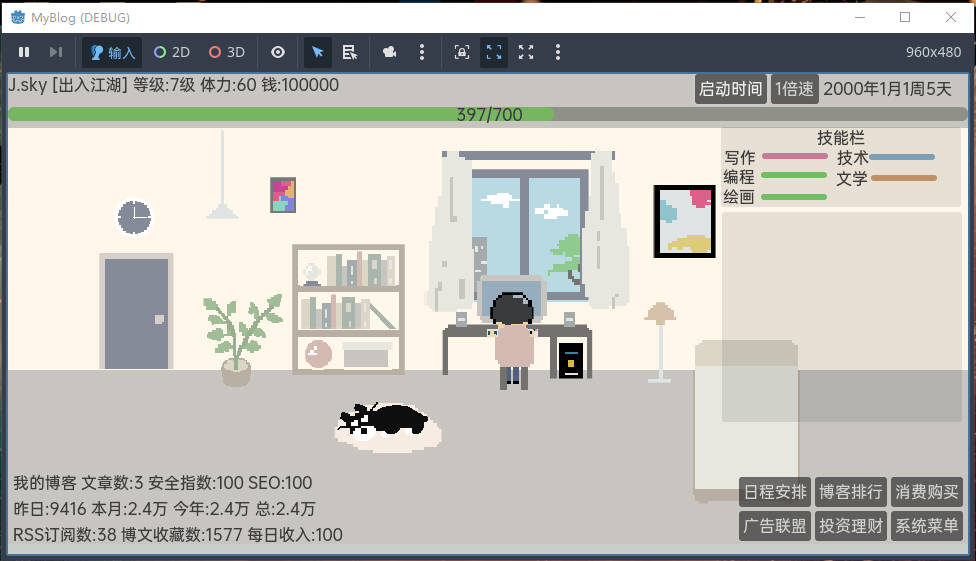 MyBlog (DEBUG)
输入 2D 3D 960x480
J.sky [出入江湖] 等级:7级 体力:60 钱:100000 启动时间 1倍速 2000年1月1周5天
397/700
技能栏
写作 技术
编程 文学
绘画
我的博客 文章数:3 安全指数:100 SEO:100
昨日:9416 本月:2.4万 今年:2.4万 总:2.4万
RSS订阅数:38 博文收藏数:1577 每日收入:100
日程安排 博客排行 消费购买
广告联盟 投资理财 系统菜单